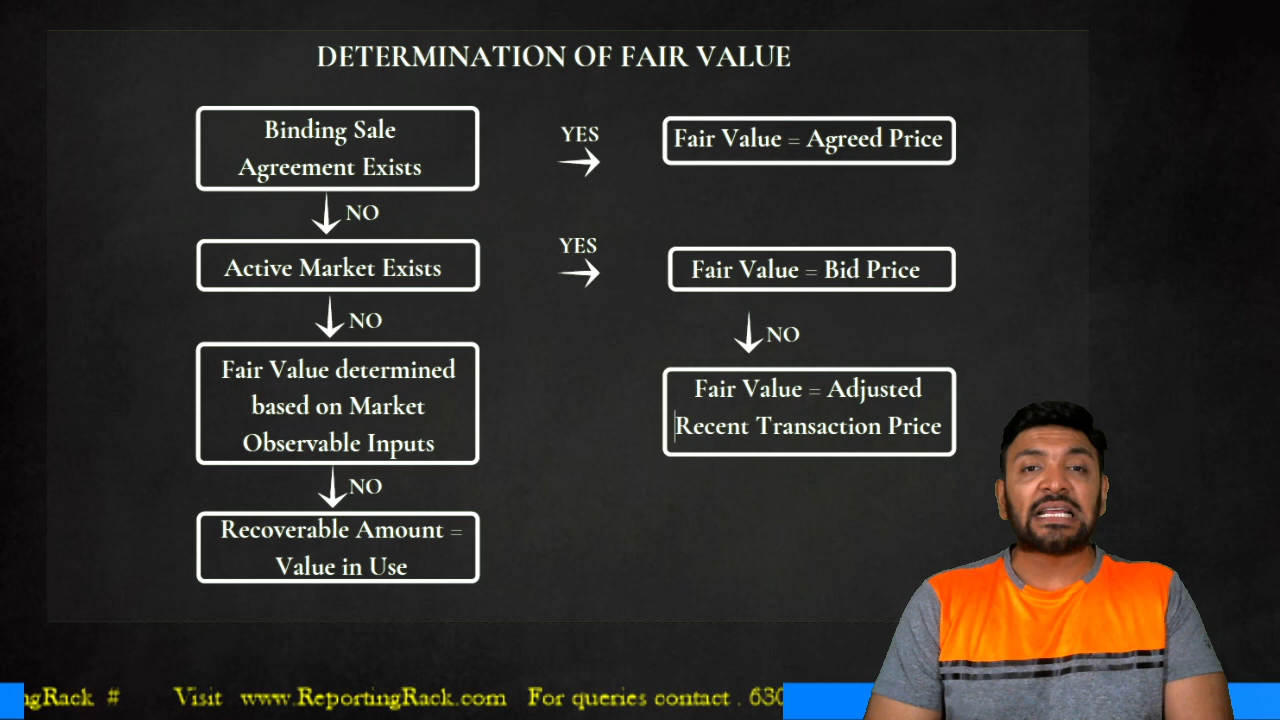 DETERMINATION OF FAIR VALUE
Binding Sale
Agreement Exists
YES
Fair Value = Agreed Price
NO
Active Market Exists
YES
Fair Value = Bid Price
NO
NO
Fair Value determined
based on Market
Observable Inputs
Fair Value = Adjusted
Recent Transaction Price
NO
Recoverable Amount =
Value in Use
ngRack # Visit www.ReportingRack.com For queries contact . 630